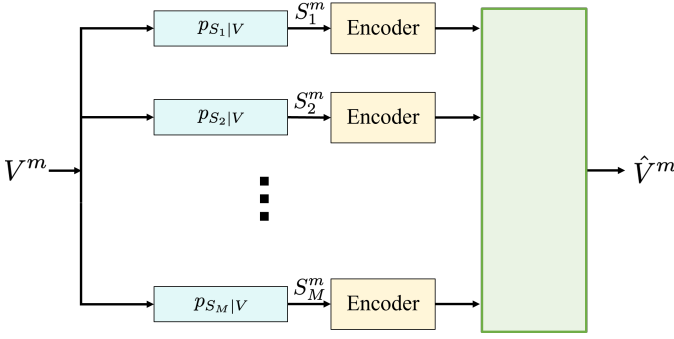 V^m
p_{S_1|V}
S_1^m
Encoder
p_{S_2|V}
S_2^m
Encoder
p_{S_M|V}
S_M^m
Encoder
\hat{V}^m